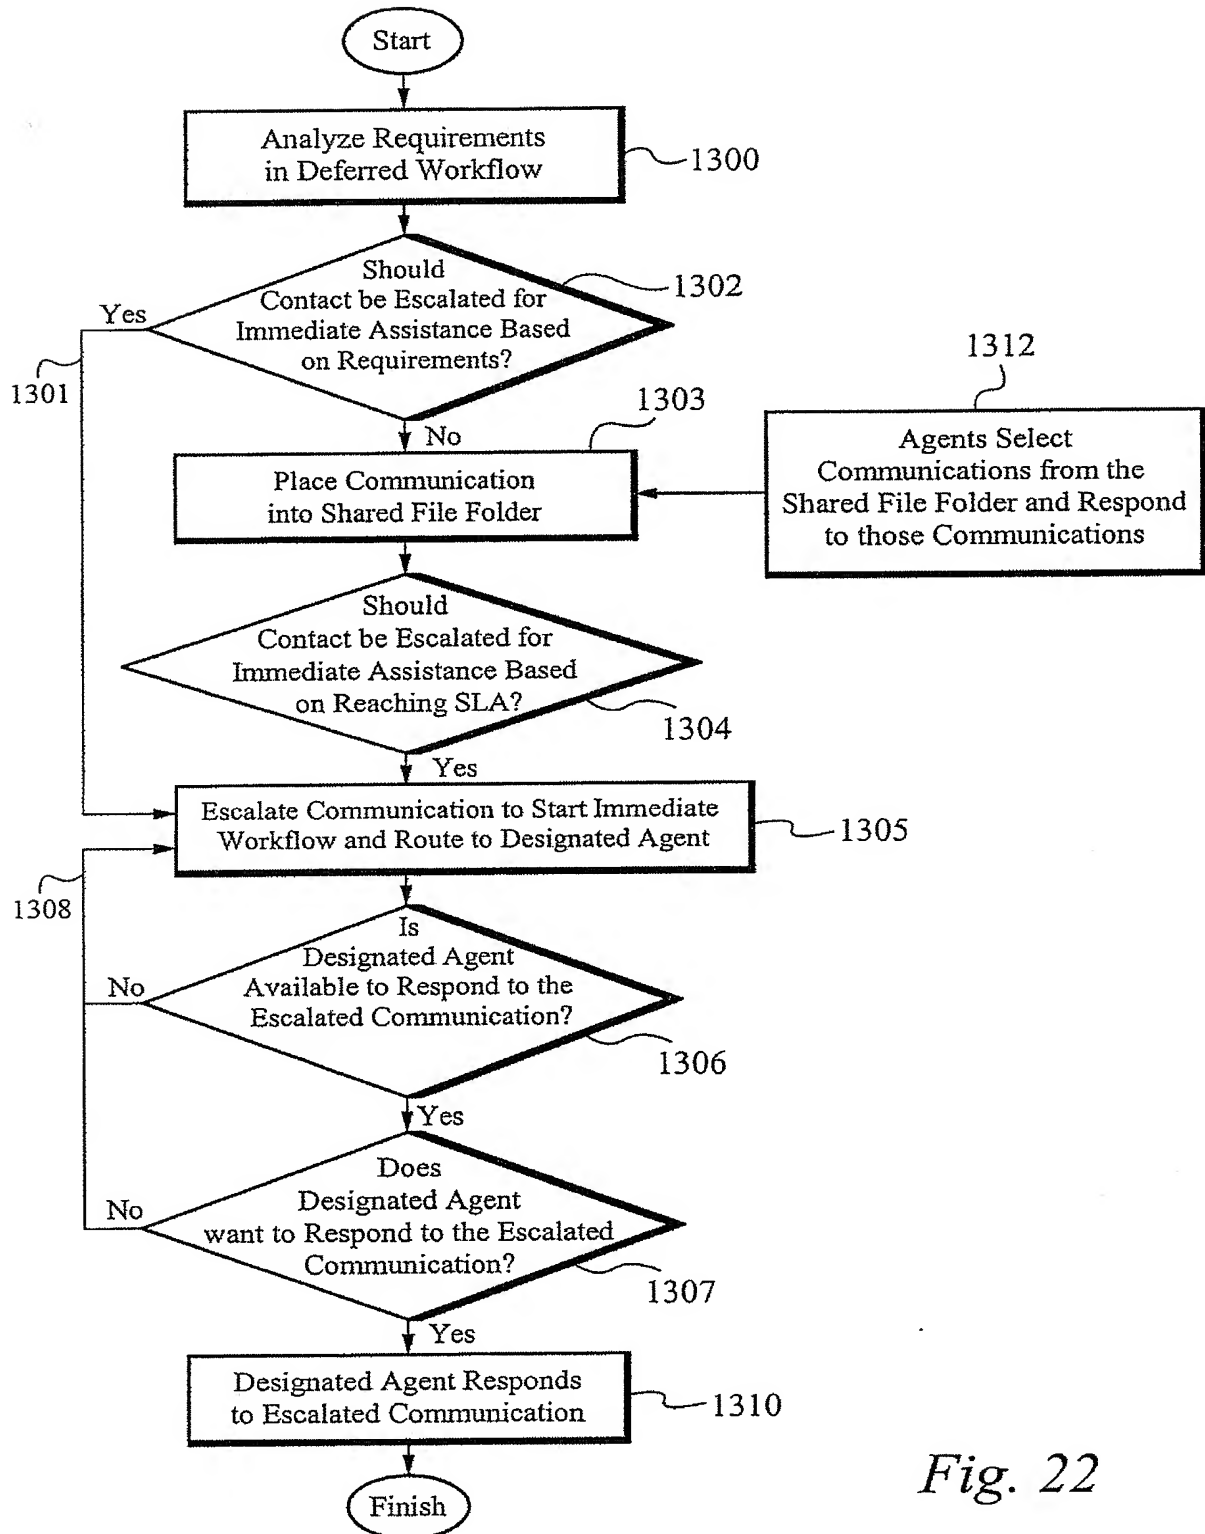 Start
Analyze Requirements
in Deferred Workflow
1300
Should
Contact be Escalated for
Immediate Assistance Based
on Requirements?
1302
Yes
1301
No
1303
Place Communication
into Shared File Folder
1312
Agents Select
Communications from the
Shared File Folder and Respond
to those Communications
Should
Contact be Escalated for
Immediate Assistance Based
on Reaching SLA?
1304
Yes
Escalate Communication to Start Immediate
Workflow and Route to Designated Agent
1305
1308
Is
Designated Agent
Available to Respond to the
Escalated Communication?
No
1306
Yes
Does
Designated Agent
want to Respond to the Escalated
Communication?
No
1307
Yes
Designated Agent Responds
to Escalated Communication
1310
Finish
Fig. 22